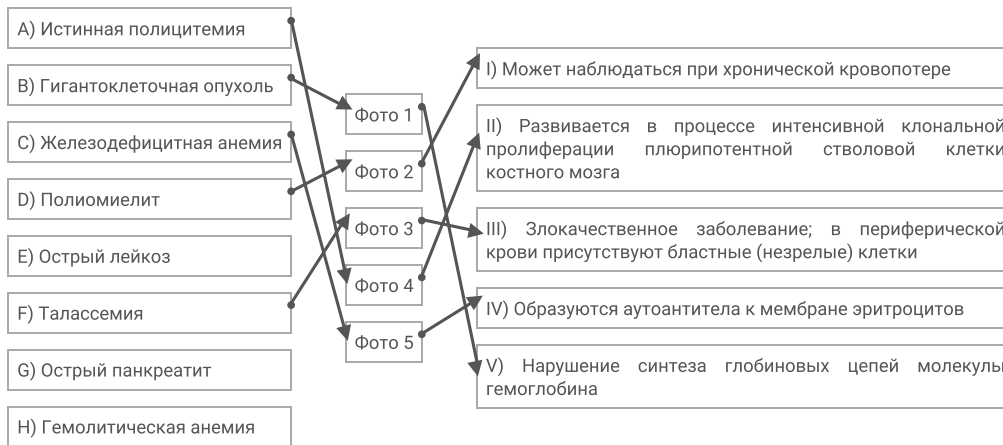 A) Истинная полицитемия
B) Гигантоклеточная опухоль
C) Железодефицитная анемия
D) Полиомиелит
E) Острый лейкоз
F) Талассемия
G) Острый панкреатит
H) Гемолитическая анемия
Фото 1
Фото 2
Фото 3
Фото 4
Фото 5
I) Может наблюдаться при хронической кровопотере
II) Развивается в процессе интенсивной клональной
пролиферации плюрипотентной стволовой клетки
костного мозга
III) Злокачественное заболевание; в периферической
крови присутствуют бластные (незрелые) клетки
IV) Образуются аутоантитела к мембране эритроцитов
V) Нарушение синтеза глобиновых цепей молекулы
гемоглобина